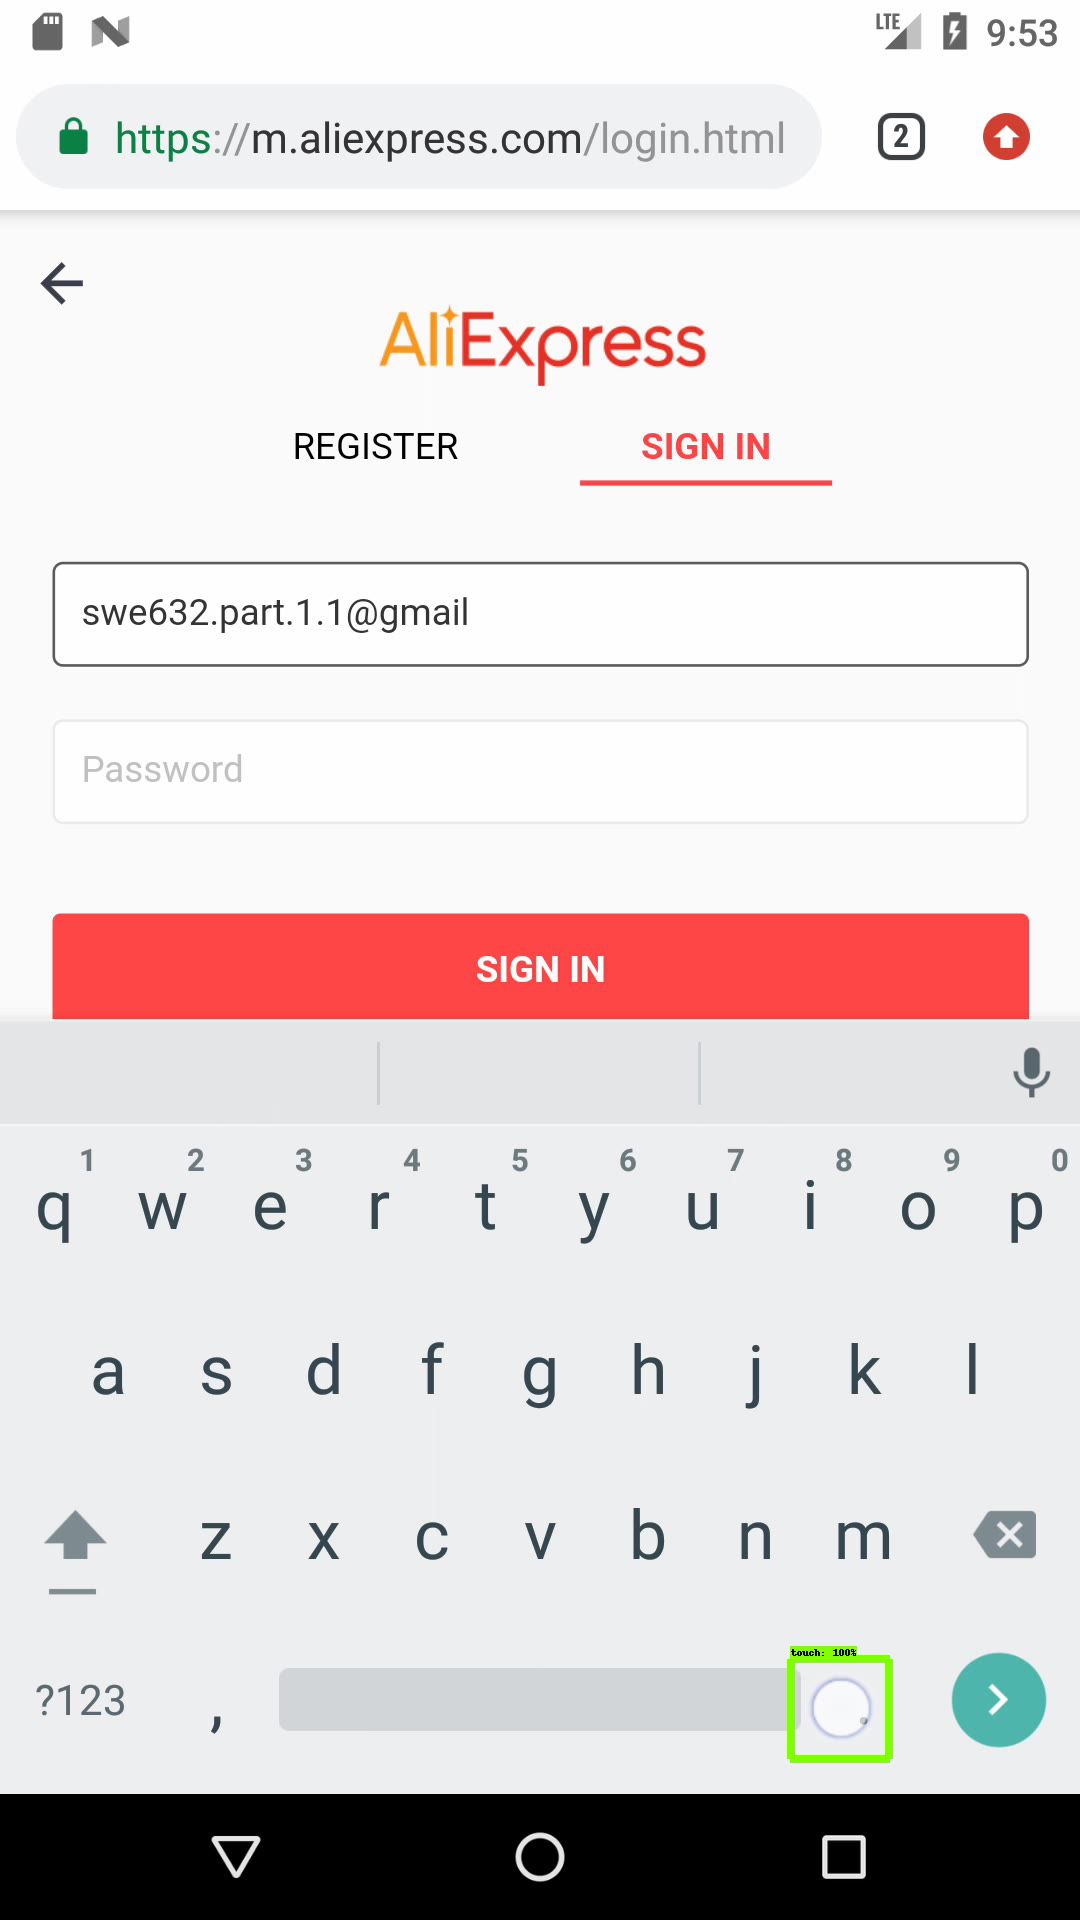 LTE 9:53
https://m.aliexpress.com/login.html 2
AliExpress
REGISTER SIGN IN
swe632.part.1.1@gmail
Password
SIGN IN
1 2 3 4 5 6 7 8 9 0
q w e r t y u i o p
a s d f g h j k l
z x c v b n m
touch: 100%
?123 ,